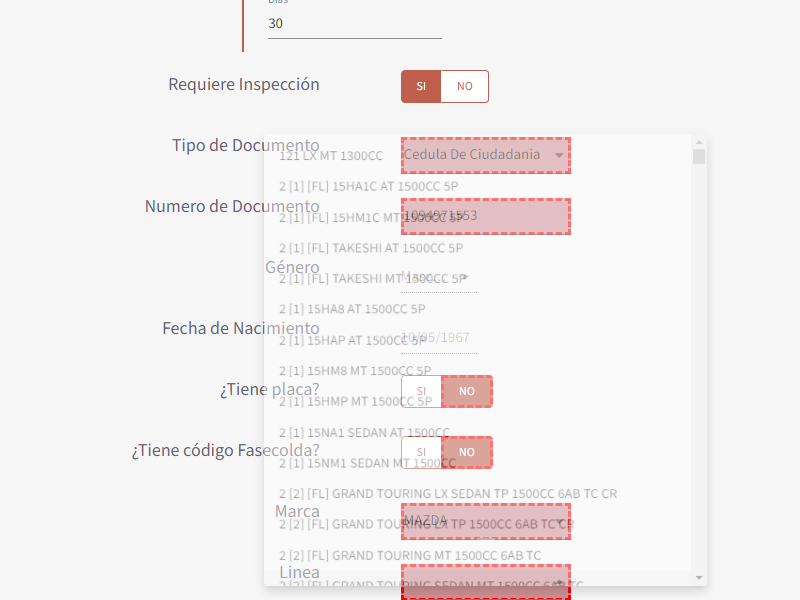 Días
30
Requiere Inspección
SI NO
Tipo de Documento
Cedula De Ciudadania
121 LX MT 1300CC
2 [1] [FL] 15HA1C AT 1500CC 5P
Numero de Documento
1094971553
2 [1] [FL] 15HM1C MT 1500CC 5P
2 [1] [FL] TAKESHI AT 1500CC 5P
Género
2 [1] [FL] TAKESHI MT 1500CC 5P
2 [1] 15HA8 AT 1500CC 5P
Fecha de Nacimiento
10/05/1967
2 [1] 15HAP AT 1500CC 5P
2 [1] 15HM8 MT 1500CC 5P
¿Tiene placa?
SI NO
2 [1] 15HMP MT 1500CC 5P
2 [1] 15NA1 SEDAN AT 1500CC
¿Tiene código Fasecolda?
SI NO
2 [1] 15NM1 SEDAN MT 1500CC
2 [2] [FL] GRAND TOURING LX SEDAN TP 1500CC 6AB TC CR
Marca
MAZDA
2 [2] [FL] GRAND TOURING LX TP 1500CC 6AB TC CR
2 [2] [FL] GRAND TOURING MT 1500CC 6AB TC
Linea
2 [2] [FL] GRAND TOURING SEDAN MT 1500CC 6AB TC